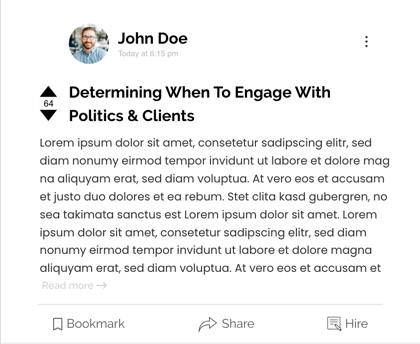 John Doe
Today at 6:15 pm
Determining When To Engage With
64
Politics & Clients
Lorem ipsum dolor sit amet, consetetur sadipscing elitr, sed
diam nonumy eirmod tempor invidunt ut labore et dolore mag
na aliquyam erat, sed diam voluptua. At vero eos et accusam
et justo duo dolores et ea rebum. Stet clita kasd gubergren, no
sea takimata sanctus est Lorem ipsum dolor sit amet. Lorem
ipsum dolor sit amet, consetetur sadipscing elitr, sed diam
nonumy eirmod tempor invidunt ut labore et dolore magna
aliquyam erat, sed diam voluptua. At vero eos et accusam et
Read more →
Bookmark
Share
Hire